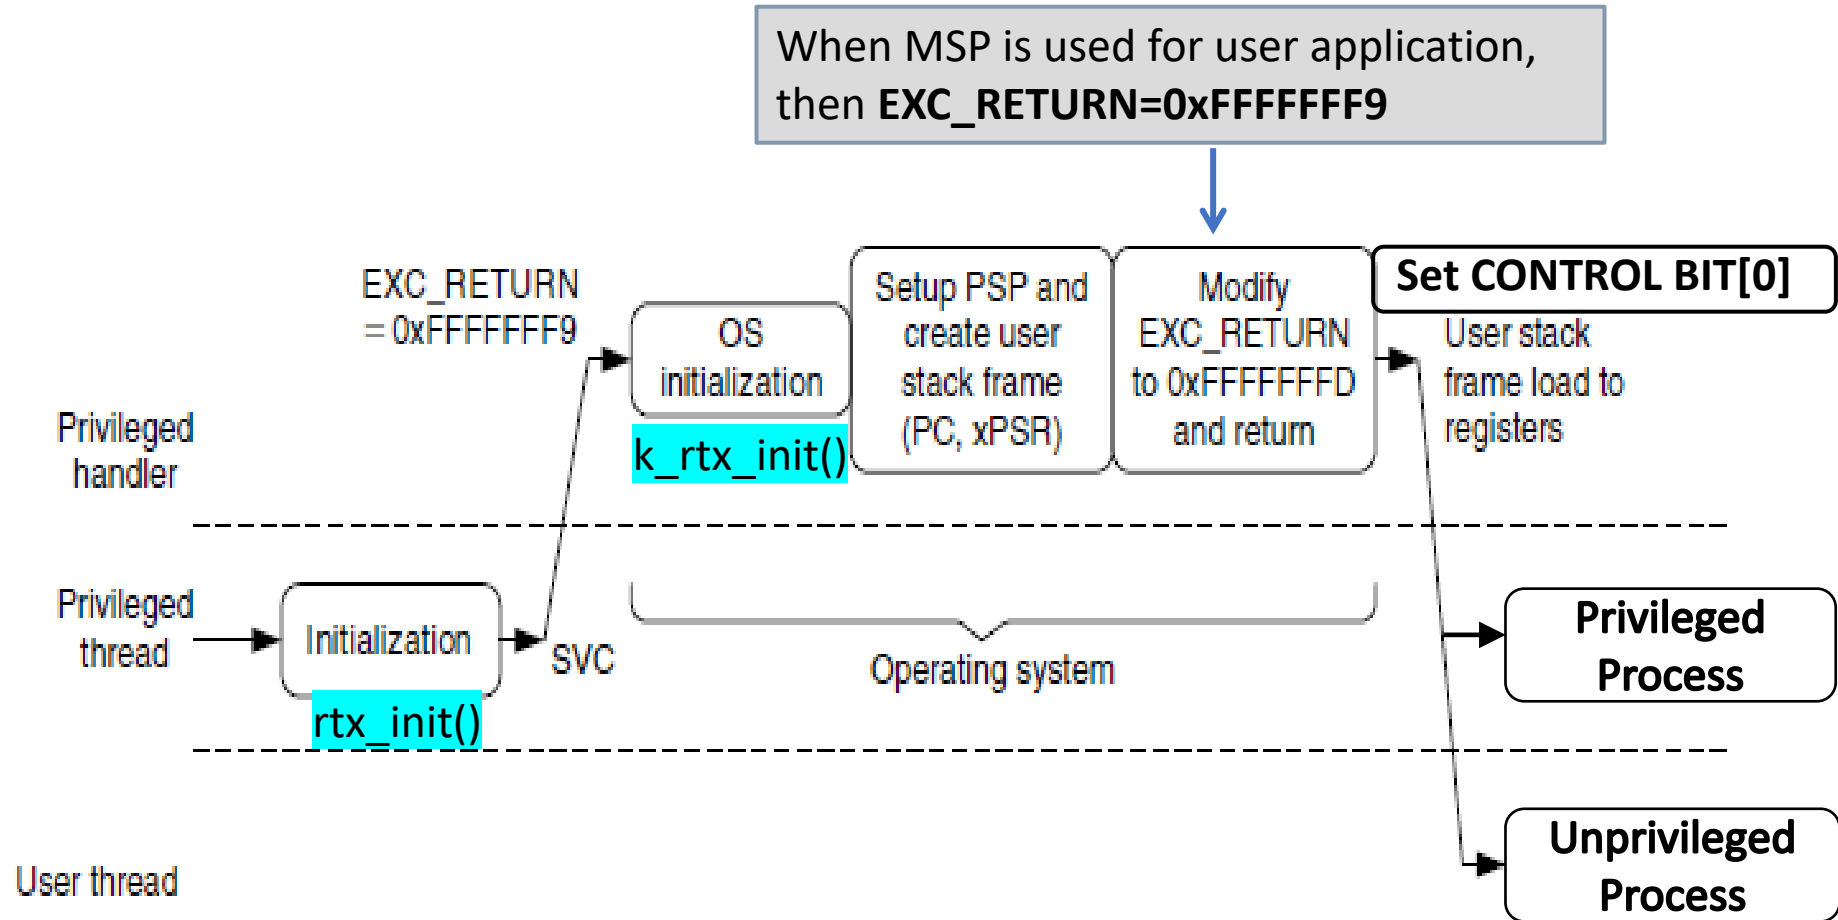 When MSP is used for user application,
then EXC_RETURN=0xFFFFFFF9
EXC_RETURN
= 0xFFFFFFF9
OS
initialization
k_rtx_init()
Setup PSP and
create user
stack frame
(PC, xPSR)
Modify
EXC_RETURN
to 0xFFFFFFFD
and return
Set CONTROL BIT[0]
User stack
frame load to
registers
Privileged
handler
Privileged
thread
Initialization
rtx_init()
SVC
Operating system
Privileged
Process
Unprivileged
Process
User thread